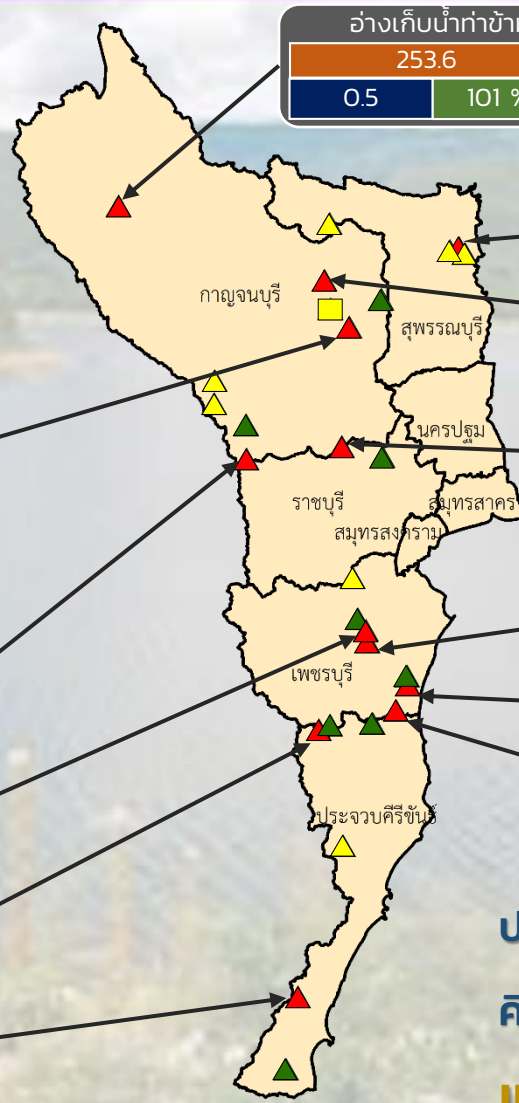 อ่างเก็บน้ำท่าข้าม
253.6
0.5 101 %
กาญจนบุรี
สุพรรณบุรี
นครปฐม
ราชบุรี
สมุทรสาคร
สมุทรสงคราม
เพชรบุรี
ประจวบคีรีขันธ์